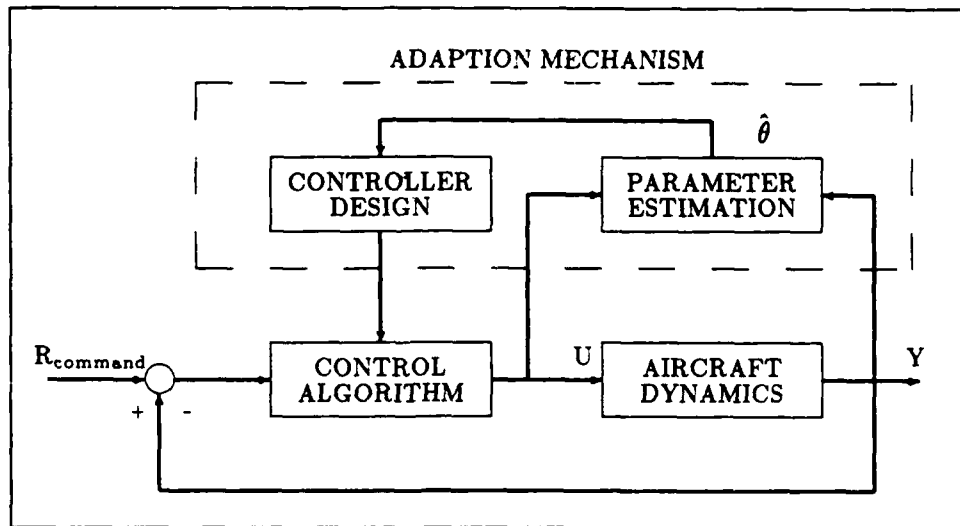 ADAPTION MECHANISM
θ̂
CONTROLLER
DESIGN
PARAMETER
ESTIMATION
R_command
+ -
CONTROL
ALGORITHM
U
AIRCRAFT
DYNAMICS
Y